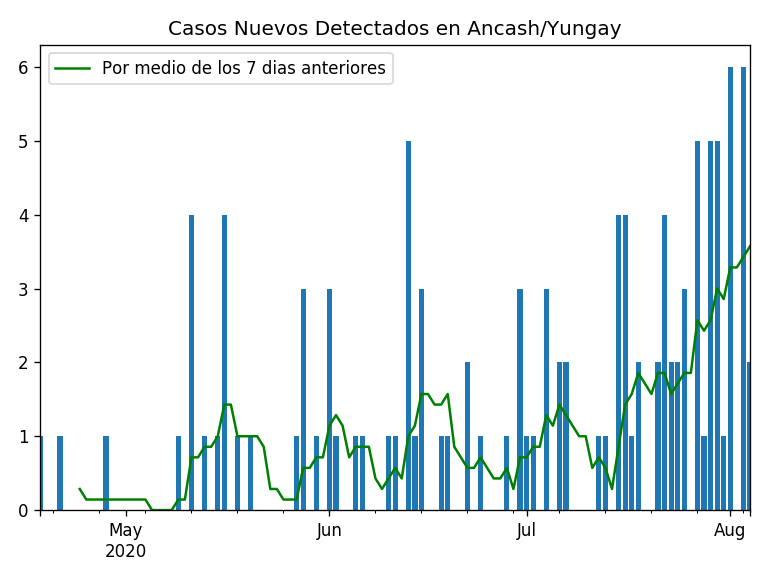 Casos Nuevos Detectados en Ancash/Yungay
Por medio de los 7 dias anteriores
6
5
4
3
2
1
0
May
2020
Jun
Jul
Aug